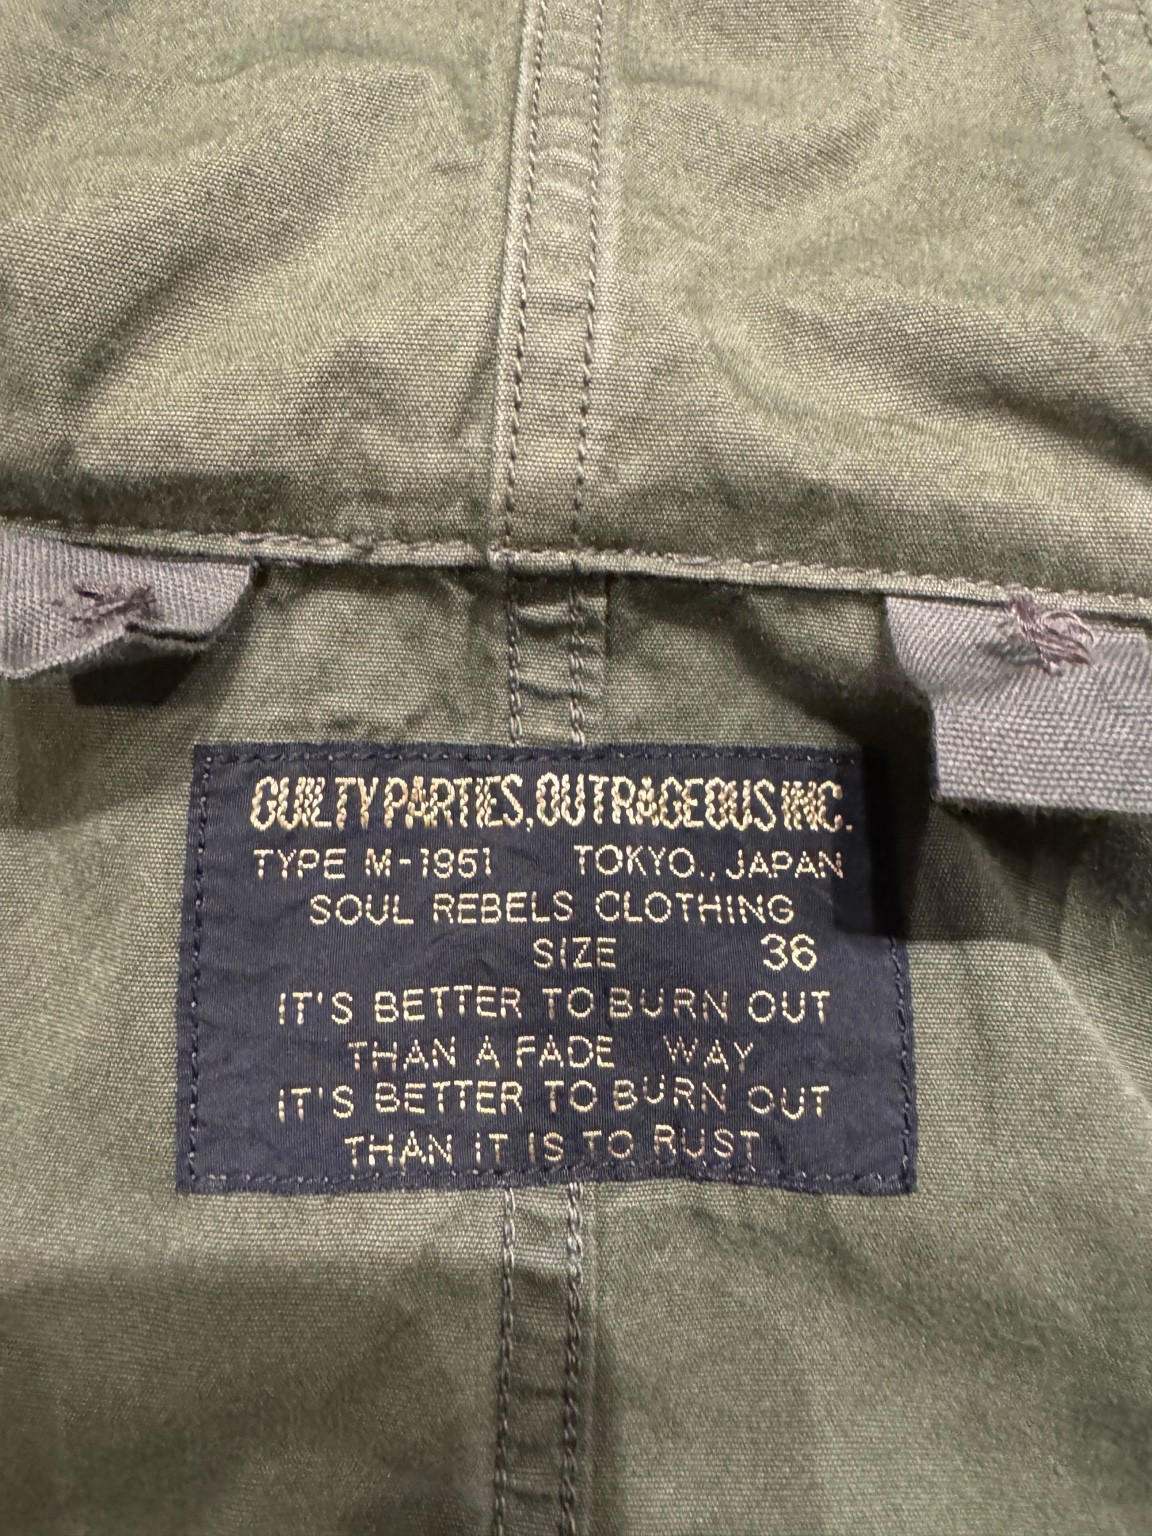 GUILTY PARTIES, OUTRAGEOUS INC.
TYPE M-1951 TOKYO., JAPAN
SOUL REBELS CLOTHING
SIZE 36
IT'S BETTER TO BURN OUT
THAN A FADE WAY
IT'S BETTER TO BURN OUT
THAN IT IS TO RUST